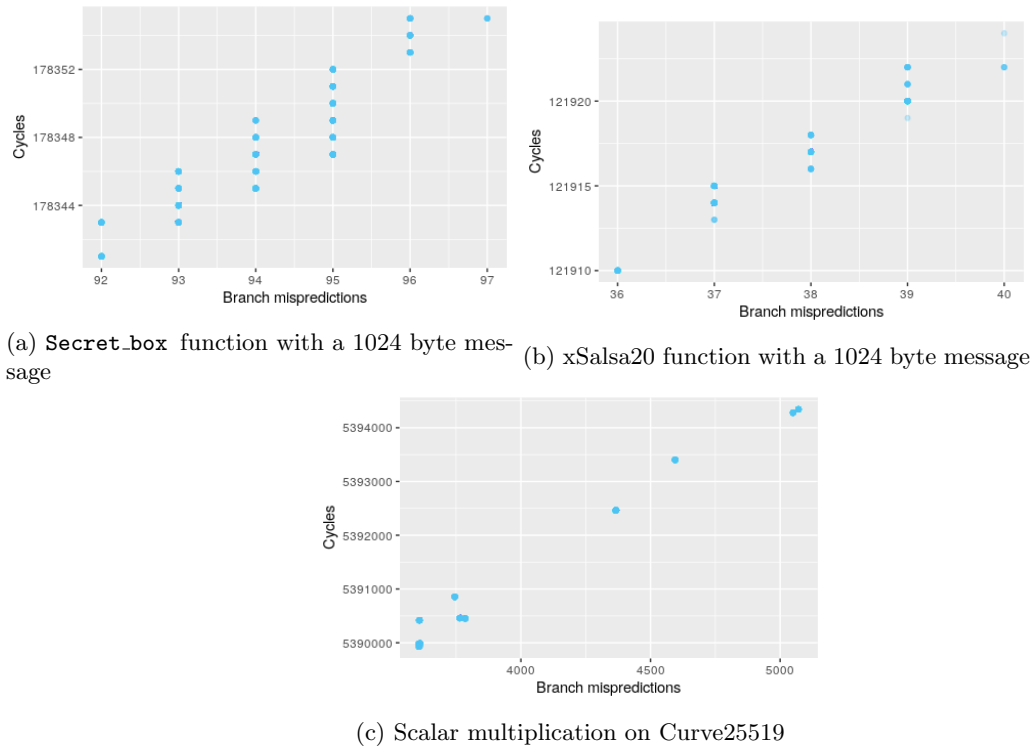 178352
178348
178344
Cycles
92 93 94 95 96 97
Branch mispredictions
(a) Secret_box function with a 1024 byte mes-
sage
121920
121915
121910
Cycles
36 37 38 39 40
Branch mispredictions
(b) xSalsa20 function with a 1024 byte message
5394000
5393000
5392000
5391000
5390000
Cycles
4000 4500 5000
Branch mispredictions
(c) Scalar multiplication on Curve25519